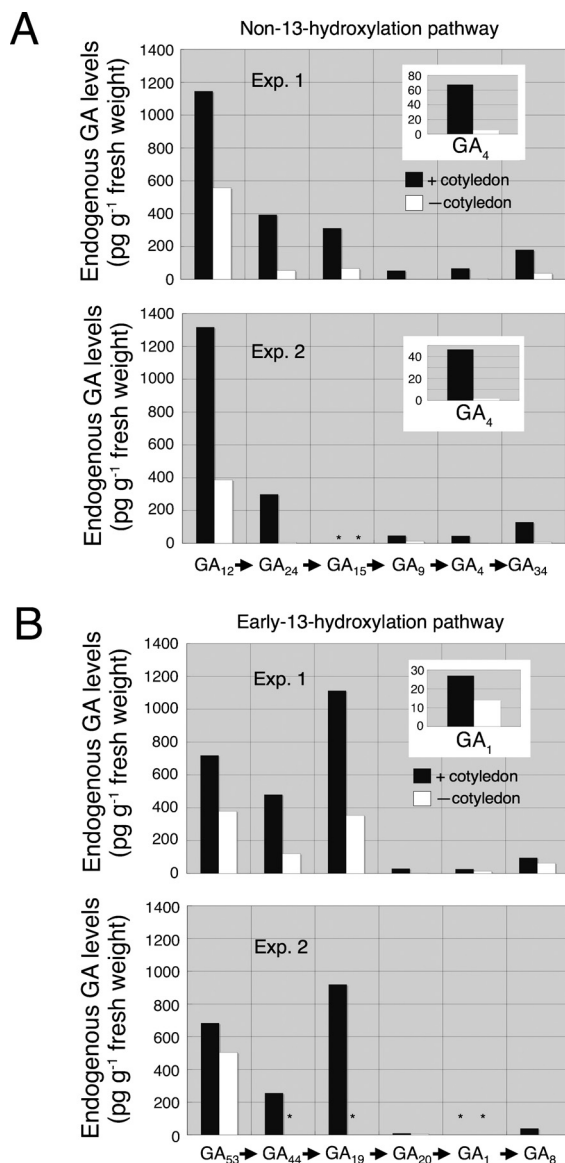 A
Non-13-hydroxylation pathway
Endogenous GA levels
(pg g⁻¹ fresh weight)
1400
1200
1000
800
600
400
200
0
Exp. 1
80
60
40
20
0
GA₄
+ cotyledon
— cotyledon
Endogenous GA levels
(pg g⁻¹ fresh weight)
1400
1200
1000
800
600
400
200
0
Exp. 2
40
20
0
GA₄
* *
GA₁₂ GA₂₄ GA₁₅ GA₉ GA₄ GA₃₄
B
Early-13-hydroxylation pathway
Endogenous GA levels
(pg g⁻¹ fresh weight)
1400
1200
1000
800
600
400
200
0
Exp. 1
30
20
10
0
GA₁
+ cotyledon
— cotyledon
Endogenous GA levels
(pg g⁻¹ fresh weight)
1400
1200
1000
800
600
400
200
0
Exp. 2
* * * *
GA₅₃ GA₄₄ GA₁₉ GA₂₀ GA₁ GA₈